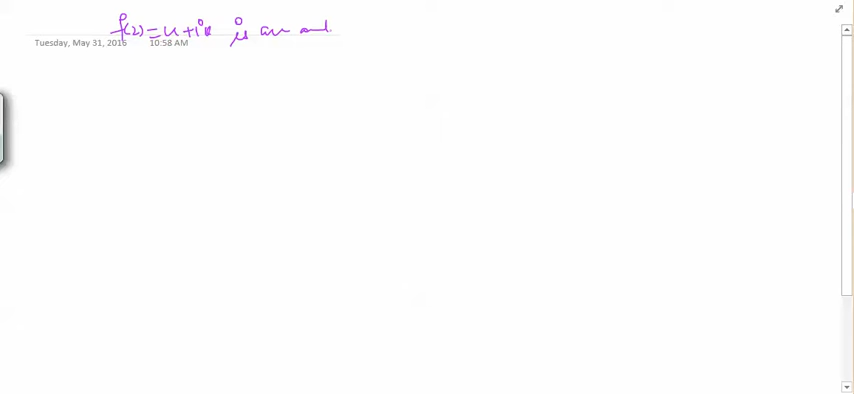 f(z) = u + iv is an
Tuesday, May 31, 2016 10:58 AM